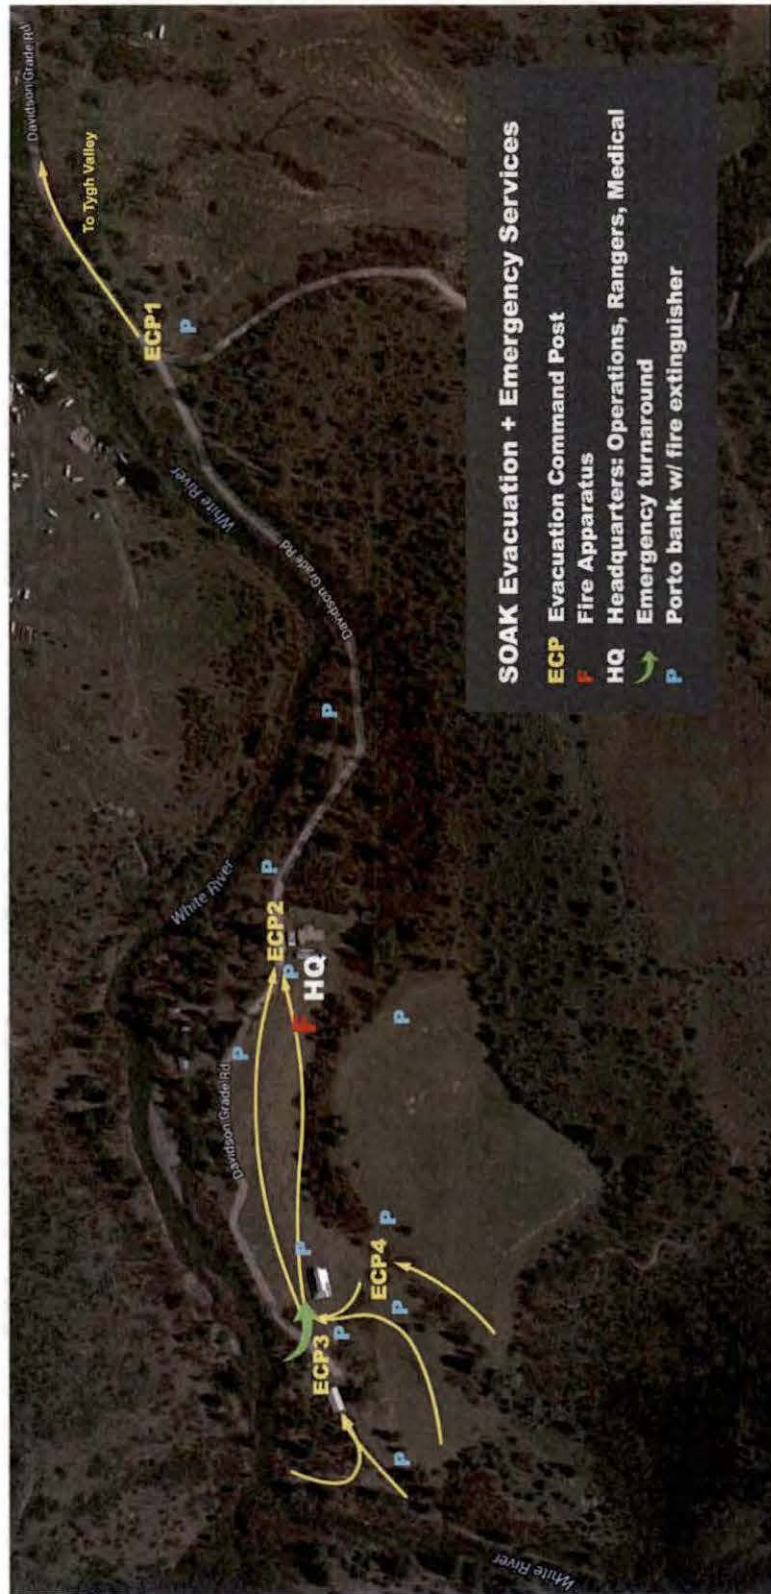 Davidson Grade Rd
To Tygh Valley
ECP1
P
White River
Davidson Grade Rd
P
White River
P
ECP2
P
HQ
F
P
P
Davidson Grade Rd
P
P
ECP4
P
P
ECP3
P
White River
SOAK Evacuation + Emergency Services
ECP Evacuation Command Post
F Fire Apparatus
HQ Headquarters: Operations, Rangers, Medical
Emergency turnaround
P Porto bank w/ fire extinguisher